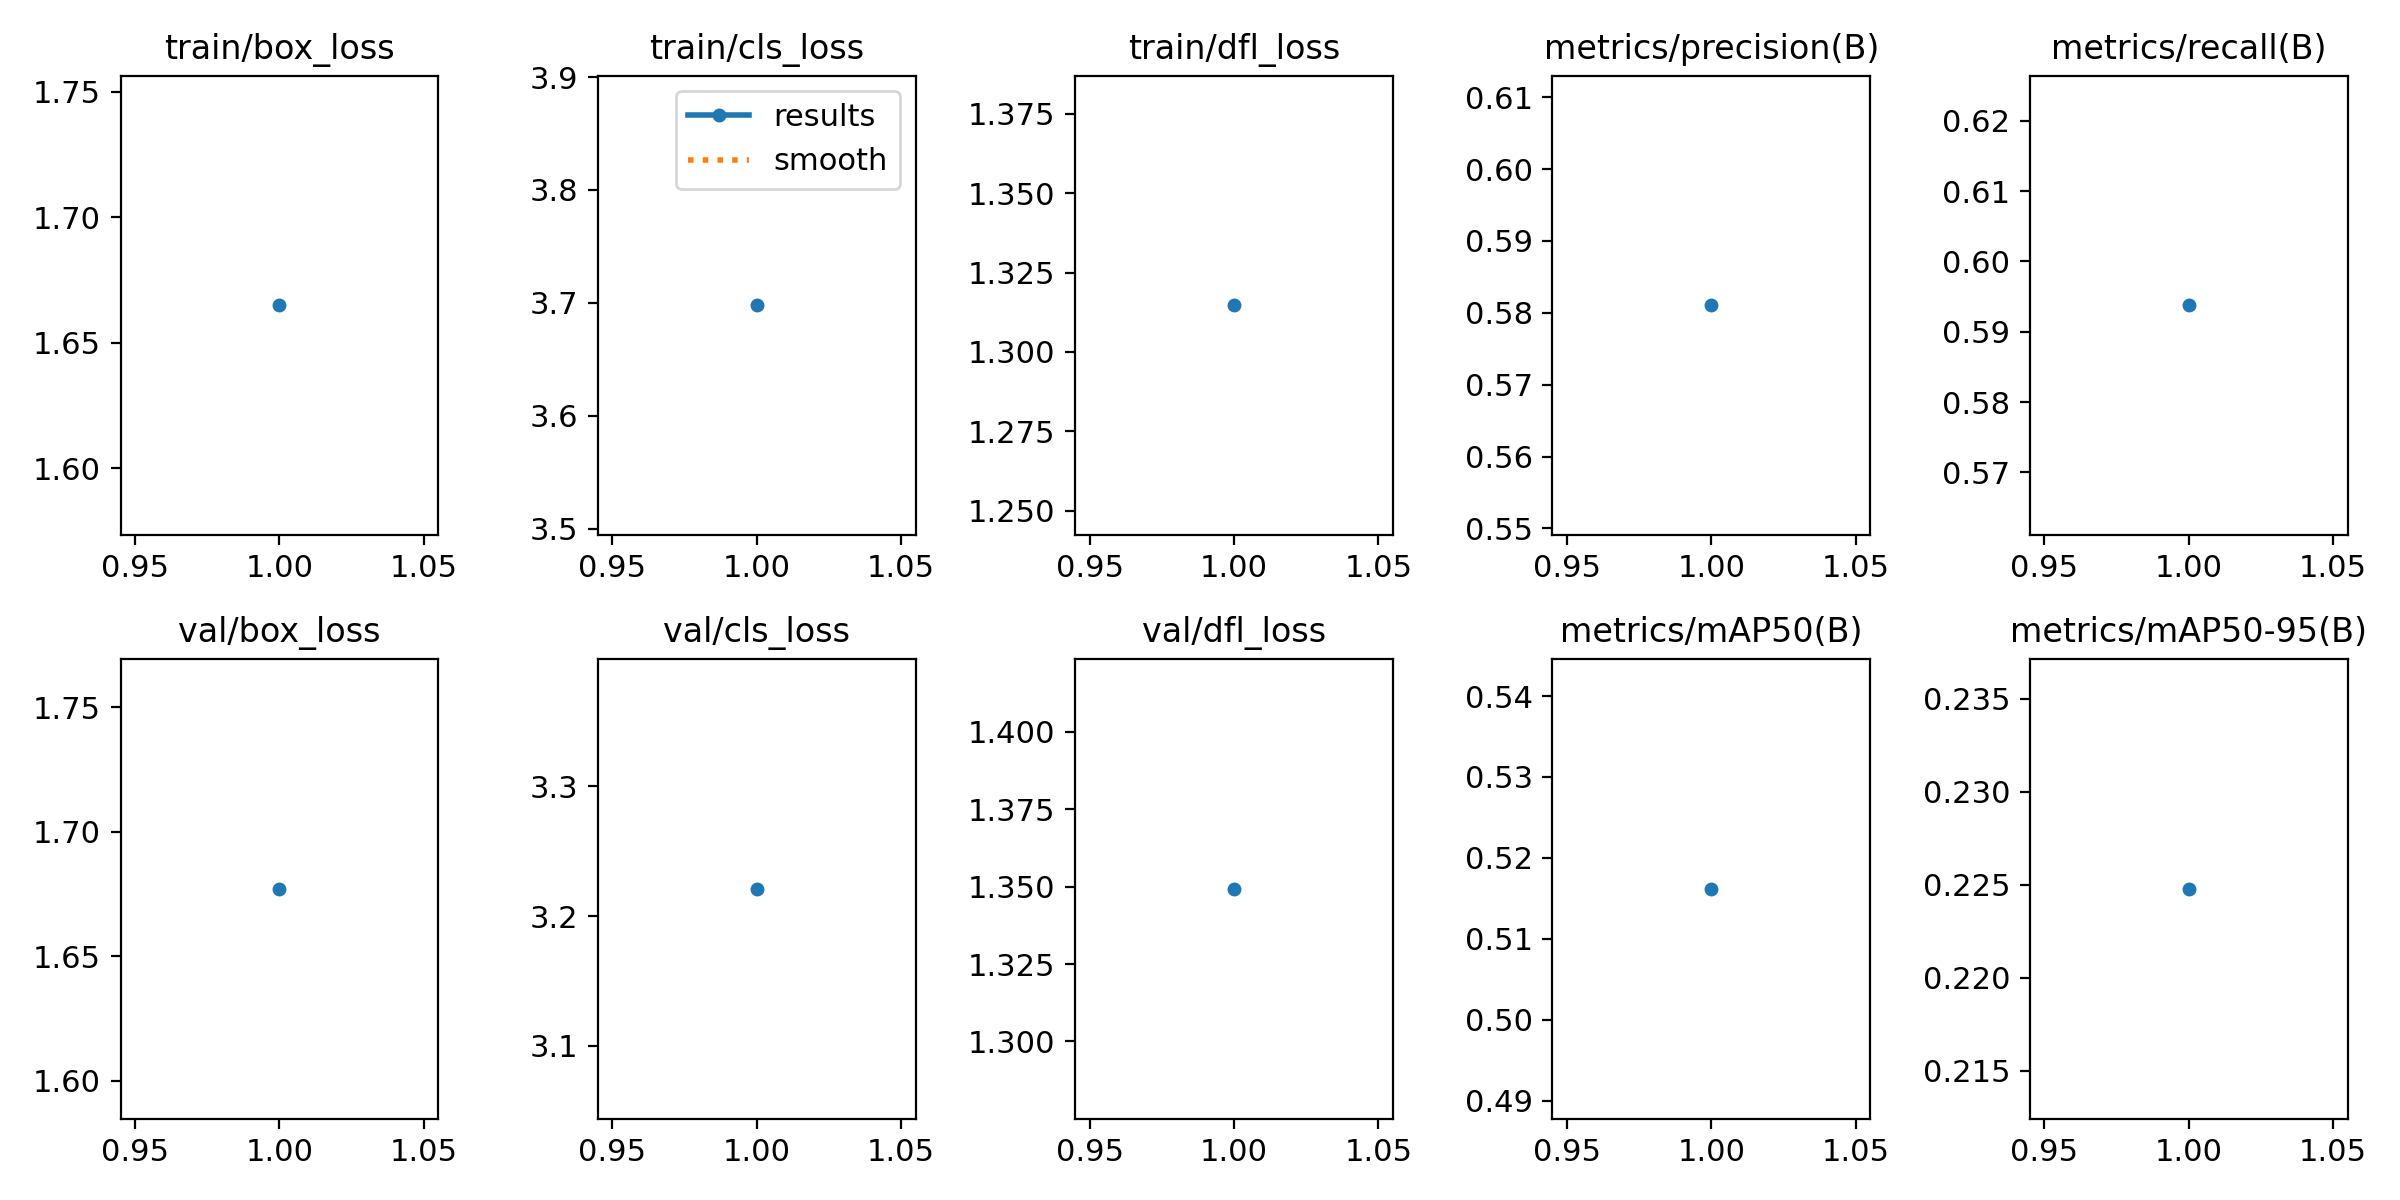 train/box_loss
1.75
1.70
1.65
1.60
0.95 1.00 1.05
train/cls_loss
3.9
3.8
3.7
3.6
3.5
results
smooth
0.95 1.00 1.05
train/dfl_loss
1.375
1.350
1.325
1.300
1.275
1.250
0.95 1.00 1.05
metrics/precision(B)
0.61
0.60
0.59
0.58
0.57
0.56
0.55
0.95 1.00 1.05
metrics/recall(B)
0.62
0.61
0.60
0.59
0.58
0.57
0.95 1.00 1.05
val/box_loss
1.75
1.70
1.65
1.60
0.95 1.00 1.05
val/cls_loss
3.3
3.2
3.1
0.95 1.00 1.05
val/dfl_loss
1.400
1.375
1.350
1.325
1.300
0.95 1.00 1.05
metrics/mAP50(B)
0.54
0.53
0.52
0.51
0.50
0.49
0.95 1.00 1.05
metrics/mAP50-95(B)
0.235
0.230
0.225
0.220
0.215
0.95 1.00 1.05